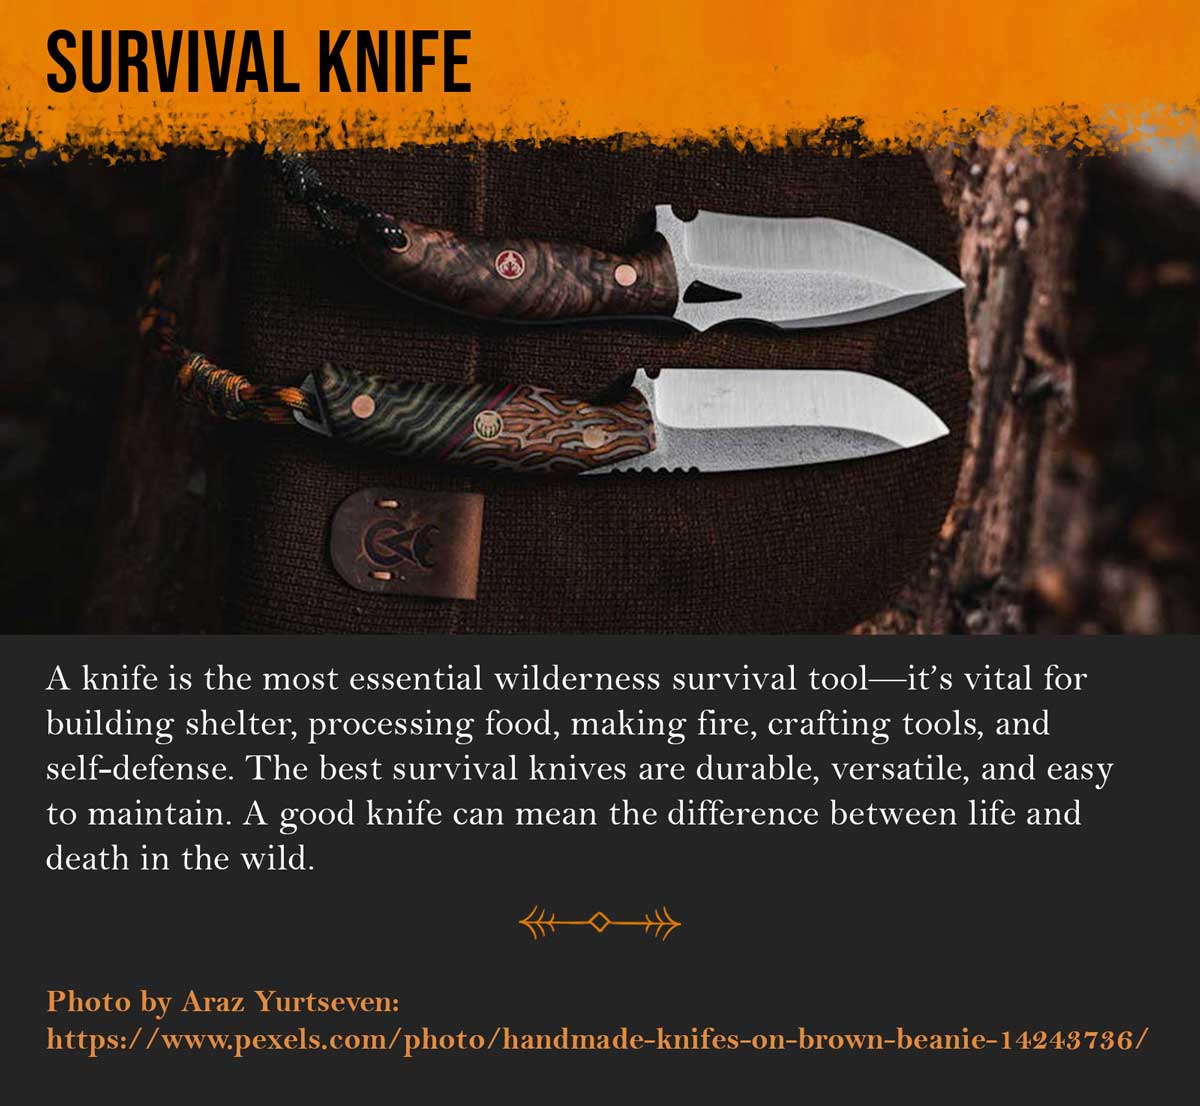 SURVIVAL KNIFE
A knife is the most essential wilderness survival tool—it’s vital for
building shelter, processing food, making fire, crafting tools, and
self-defense. The best survival knives are durable, versatile, and easy
to maintain. A good knife can mean the difference between life and
death in the wild.
Photo by Araz Yurtseven:
https://www.pexels.com/photo/handmade-knifes-on-brown-beanie-14243736/